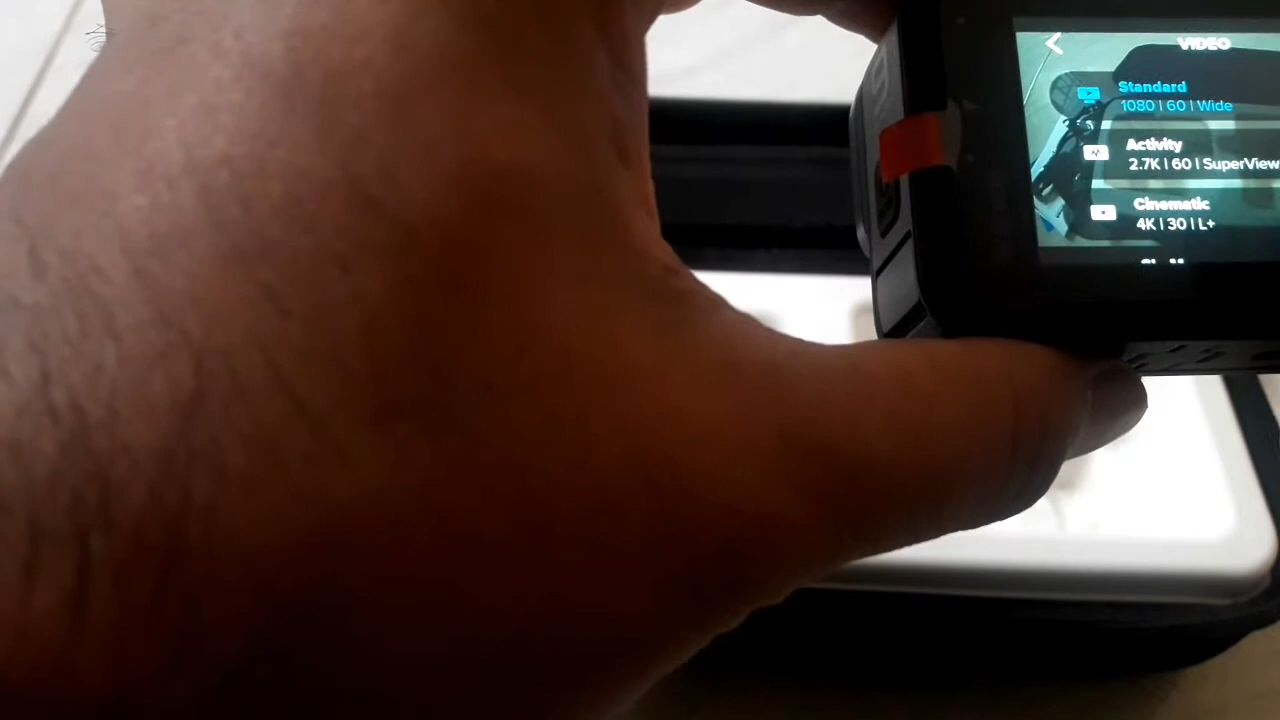 VIDEO
Standard
1080 | 60 | Wide
Activity
2.7K | 60 | SuperView
Cinematic
4K | 30 | L+